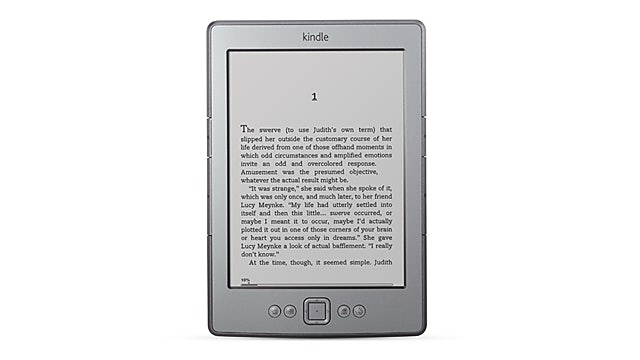 kindle
1
The swerve (to use Judith's own term) that
slipped her outside the customary course of her
life derived from one of those offhand moments in
which odd circumstances and amplified emotions
invite an odd and overcolored response.
Amusement was the presumed objective,
whatever the actual result might be.
"It was strange," she said when she spoke of it,
which was only once, and much later, to her friend
Lucy Meynke. "My life had utterly settled into
itself and then this little... swerve occurred, or
maybe I meant it to occur, maybe I'd actually
plotted it out in one of those corners of your brain
or heart you access only in dreams." She gave
Lucy Meynke a look of actual bafflement. "I really
don't know."
At the time, though, it seemed simple. Judith
10%